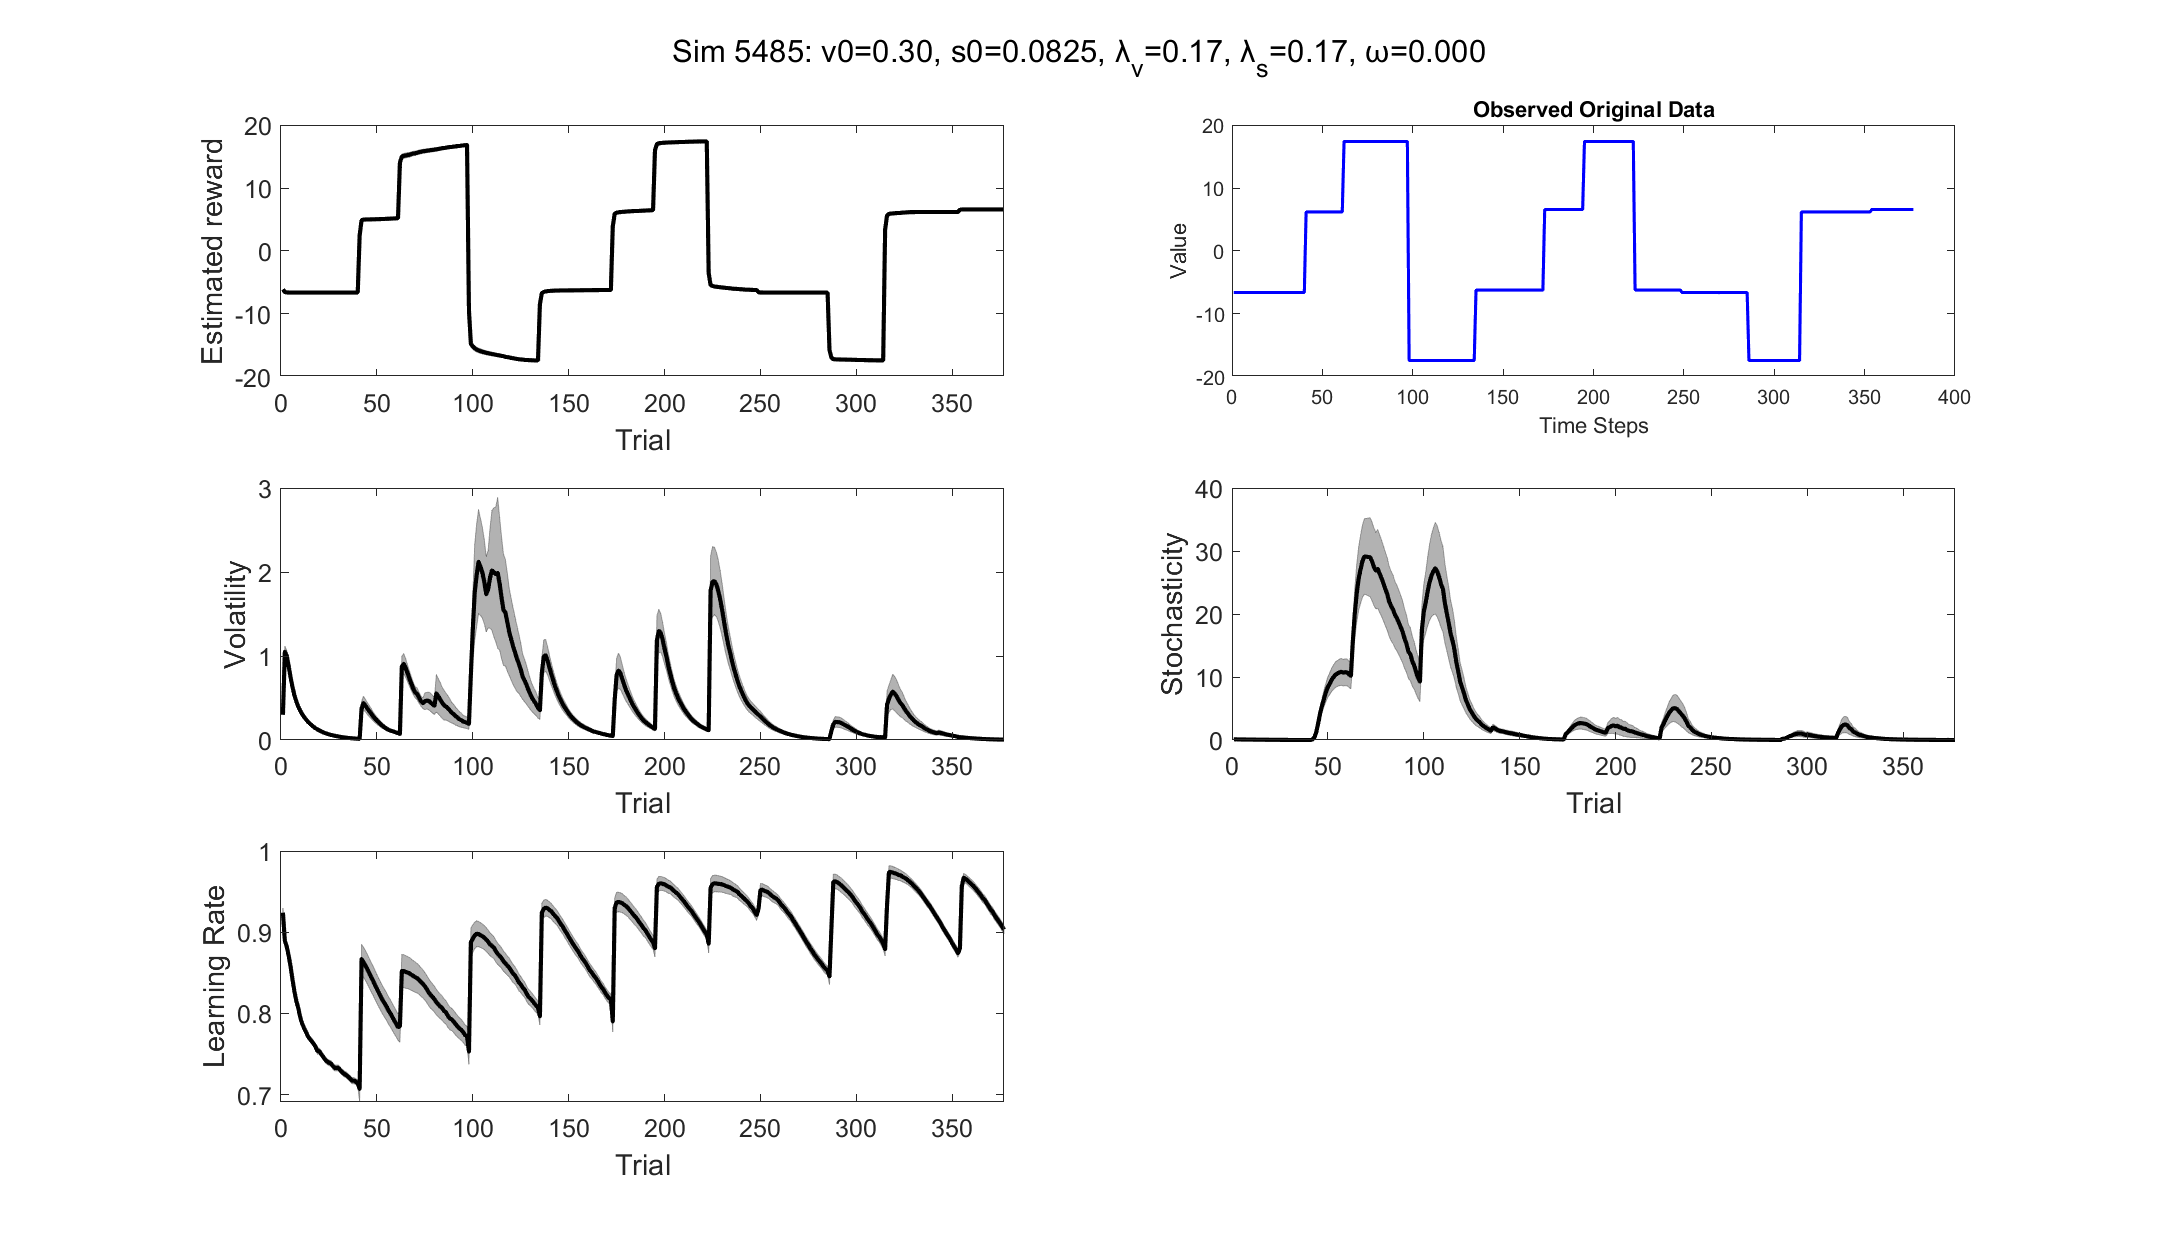 Sim 5485: v0=0.30, s0=0.0825, λv=0.17, λs=0.17, ω=0.000
Estimated reward
20
10
0
-10
-20
0 50 100 150 200 250 300 350
Trial
Observed Original Data
Value
20
10
0
-10
-20
0 50 100 150 200 250 300 350 400
Time Steps
Volatility
3
2
1
0
0 50 100 150 200 250 300 350
Trial
Stochasticity
40
30
20
10
0
0 50 100 150 200 250 300 350
Trial
Learning Rate
1
0.9
0.8
0.7
0 50 100 150 200 250 300 350
Trial